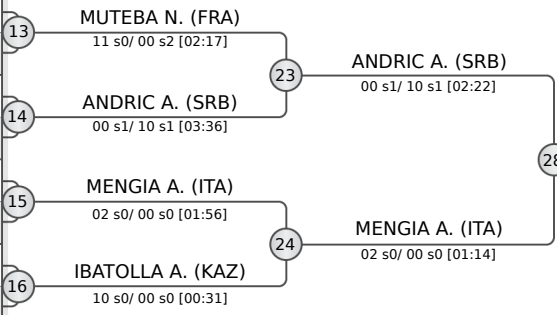 13
MUTEBA N. (FRA)
11 s0/ 00 s2 [02:17]
23
ANDRIC A. (SRB)
00 s1/ 10 s1 [02:22]
14
ANDRIC A. (SRB)
00 s1/ 10 s1 [03:36]
28
15
MENGIA A. (ITA)
02 s0/ 00 s0 [01:56]
24
MENGIA A. (ITA)
02 s0/ 00 s0 [01:14]
16
IBATOLLA A. (KAZ)
10 s0/ 00 s0 [00:31]